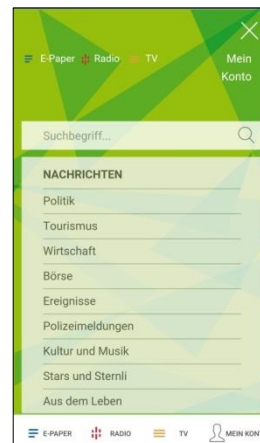 E-Paper Radio TV Mein
Konto
Suchbegriff...
NACHRICHTEN
Politik
Tourismus
Wirtschaft
Börse
Ereignisse
Polizeimeldungen
Kultur und Musik
Stars und Sternli
Aus dem Leben
E-PAPER RADIO TV MEIN KON